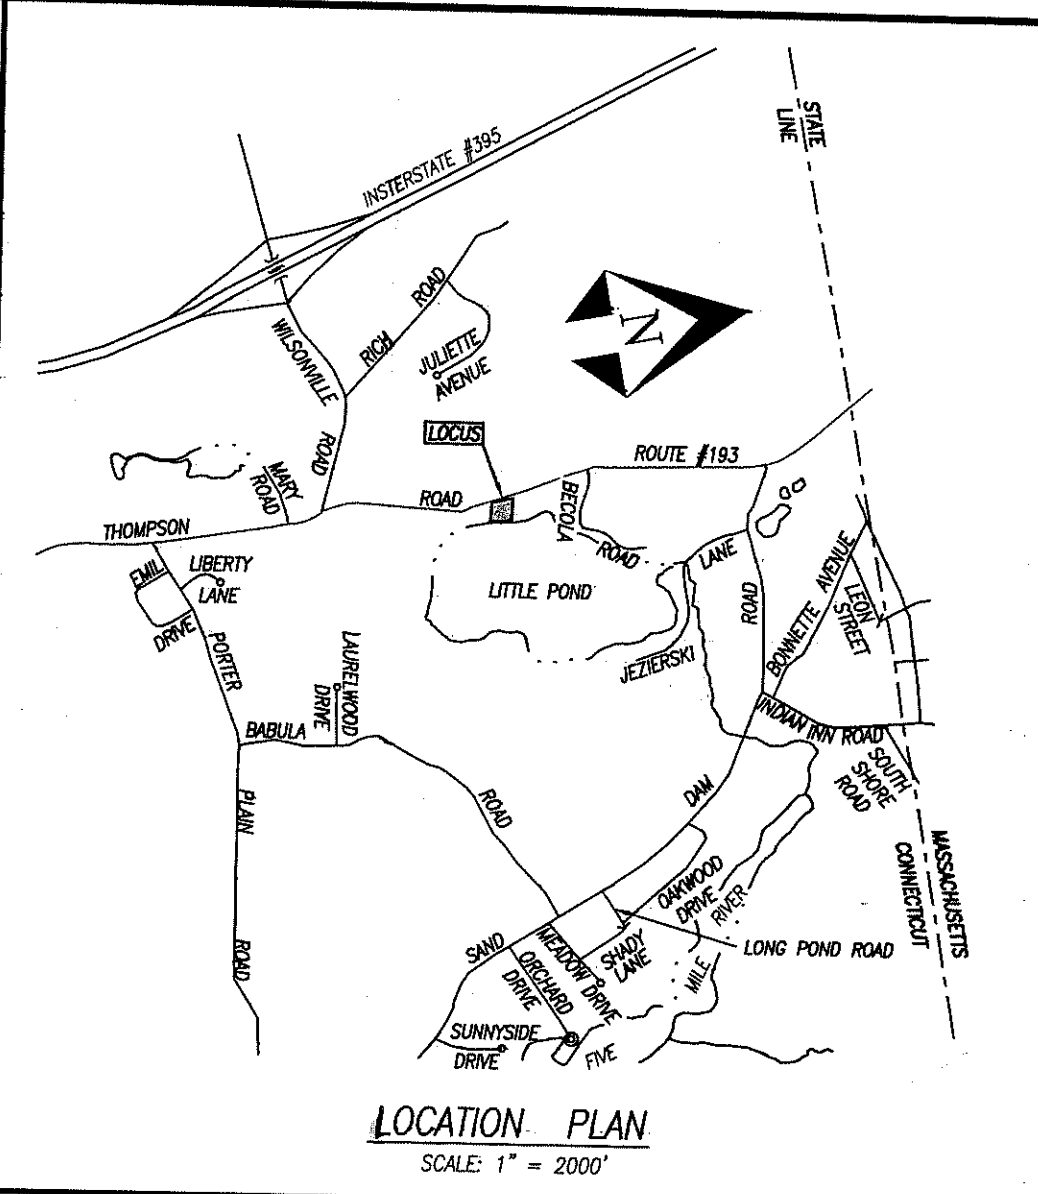 STATE
LINE
INSTERSTATE #395
WILSONVILLE
ROAD
RICH
ROAD
JULIETTE
AVENUE
N
LOCUS
ROUTE #193
MARY
ROAD
THOMPSON
ROAD
BECOLA
ROAD
LITTLE POND
JEZIERSKI
LANE
ROAD
BONNETTE AVENUE
LEON
STREET
EMIL
DRIVE
LIBERTY
LANE
PORTER
LAURELWOOD
DRIVE
BABULA
ROAD
PLAIN
ROAD
INDIAN INN ROAD
SOUTH
SHORE
ROAD
DAM
SAND
OAKWOOD
DRIVE
RIVER
MILE
FIVE
LONG POND ROAD
SHADY
LANE
MEADOW DRIVE
ORCHARD
DRIVE
SUNNYSIDE
DRIVE
MASSACHUSETTS
CONNECTICUT
LOCATION PLAN
SCALE: 1" = 2000'